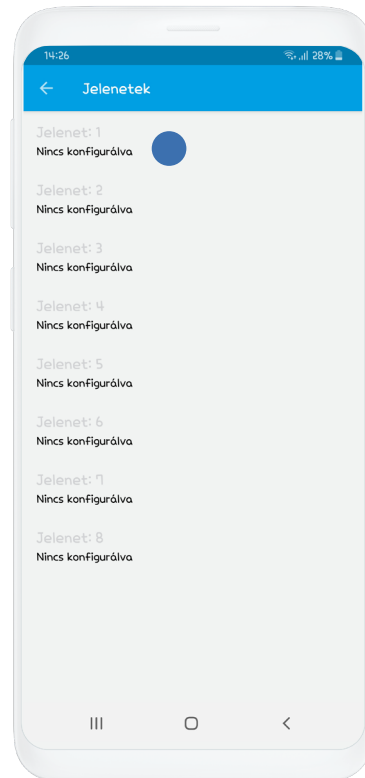 14:26 28%
Jelenetek
Jelenet: 1
Nincs konfigurálva
Jelenet: 2
Nincs konfigurálva
Jelenet: 3
Nincs konfigurálva
Jelenet: 4
Nincs konfigurálva
Jelenet: 5
Nincs konfigurálva
Jelenet: 6
Nincs konfigurálva
Jelenet: 7
Nincs konfigurálva
Jelenet: 8
Nincs konfigurálva